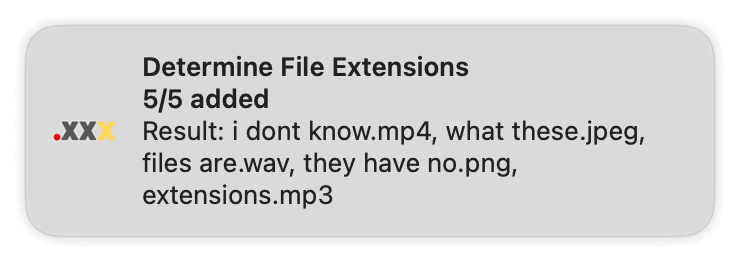 Determine File Extensions
5/5 added
.XXX
Result: i dont know.mp4, what these.jpeg,
files are.wav, they have no.png,
extensions.mp3